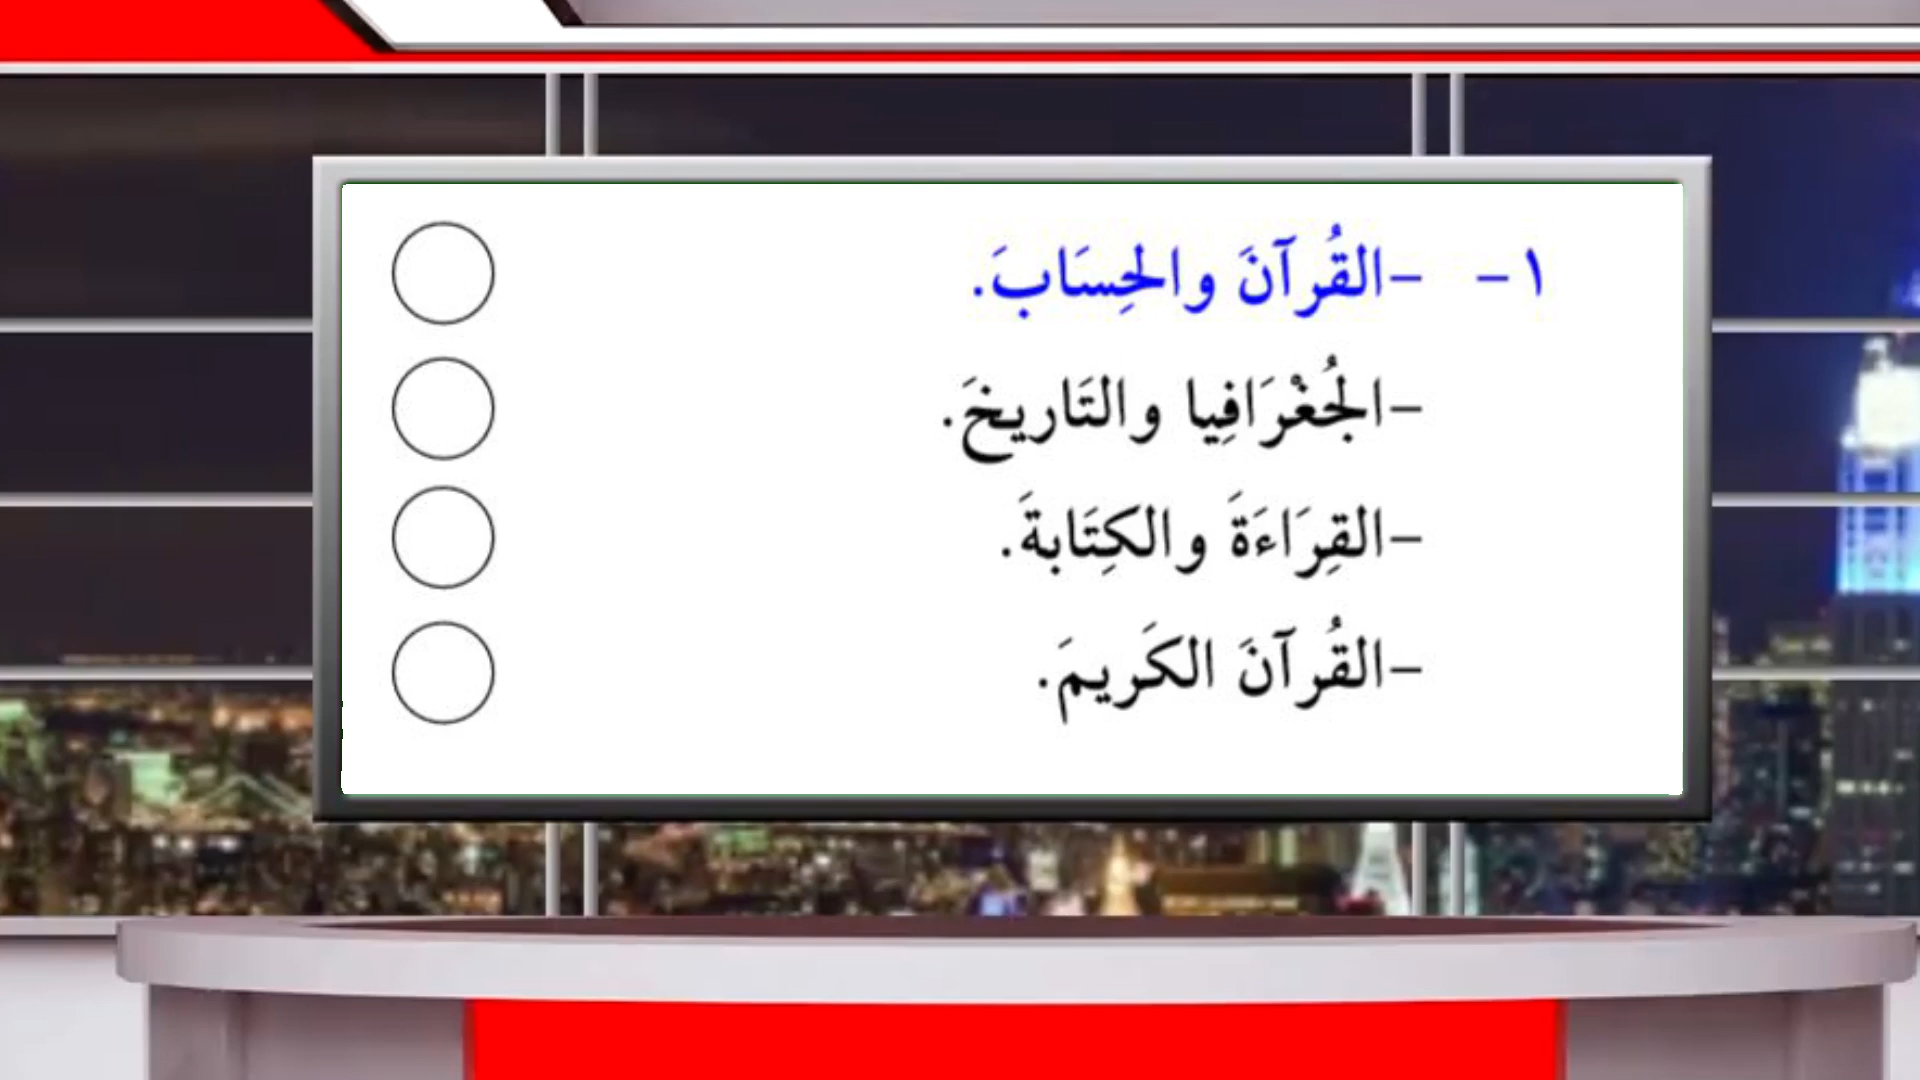 ١ - -القُرآنَ والحِسَابَ.
-الجُغْرَافِيا والتَاريخَ.
-القِرَاءَةَ والكِتَابةَ.
-القُرآنَ الكَريمَ.